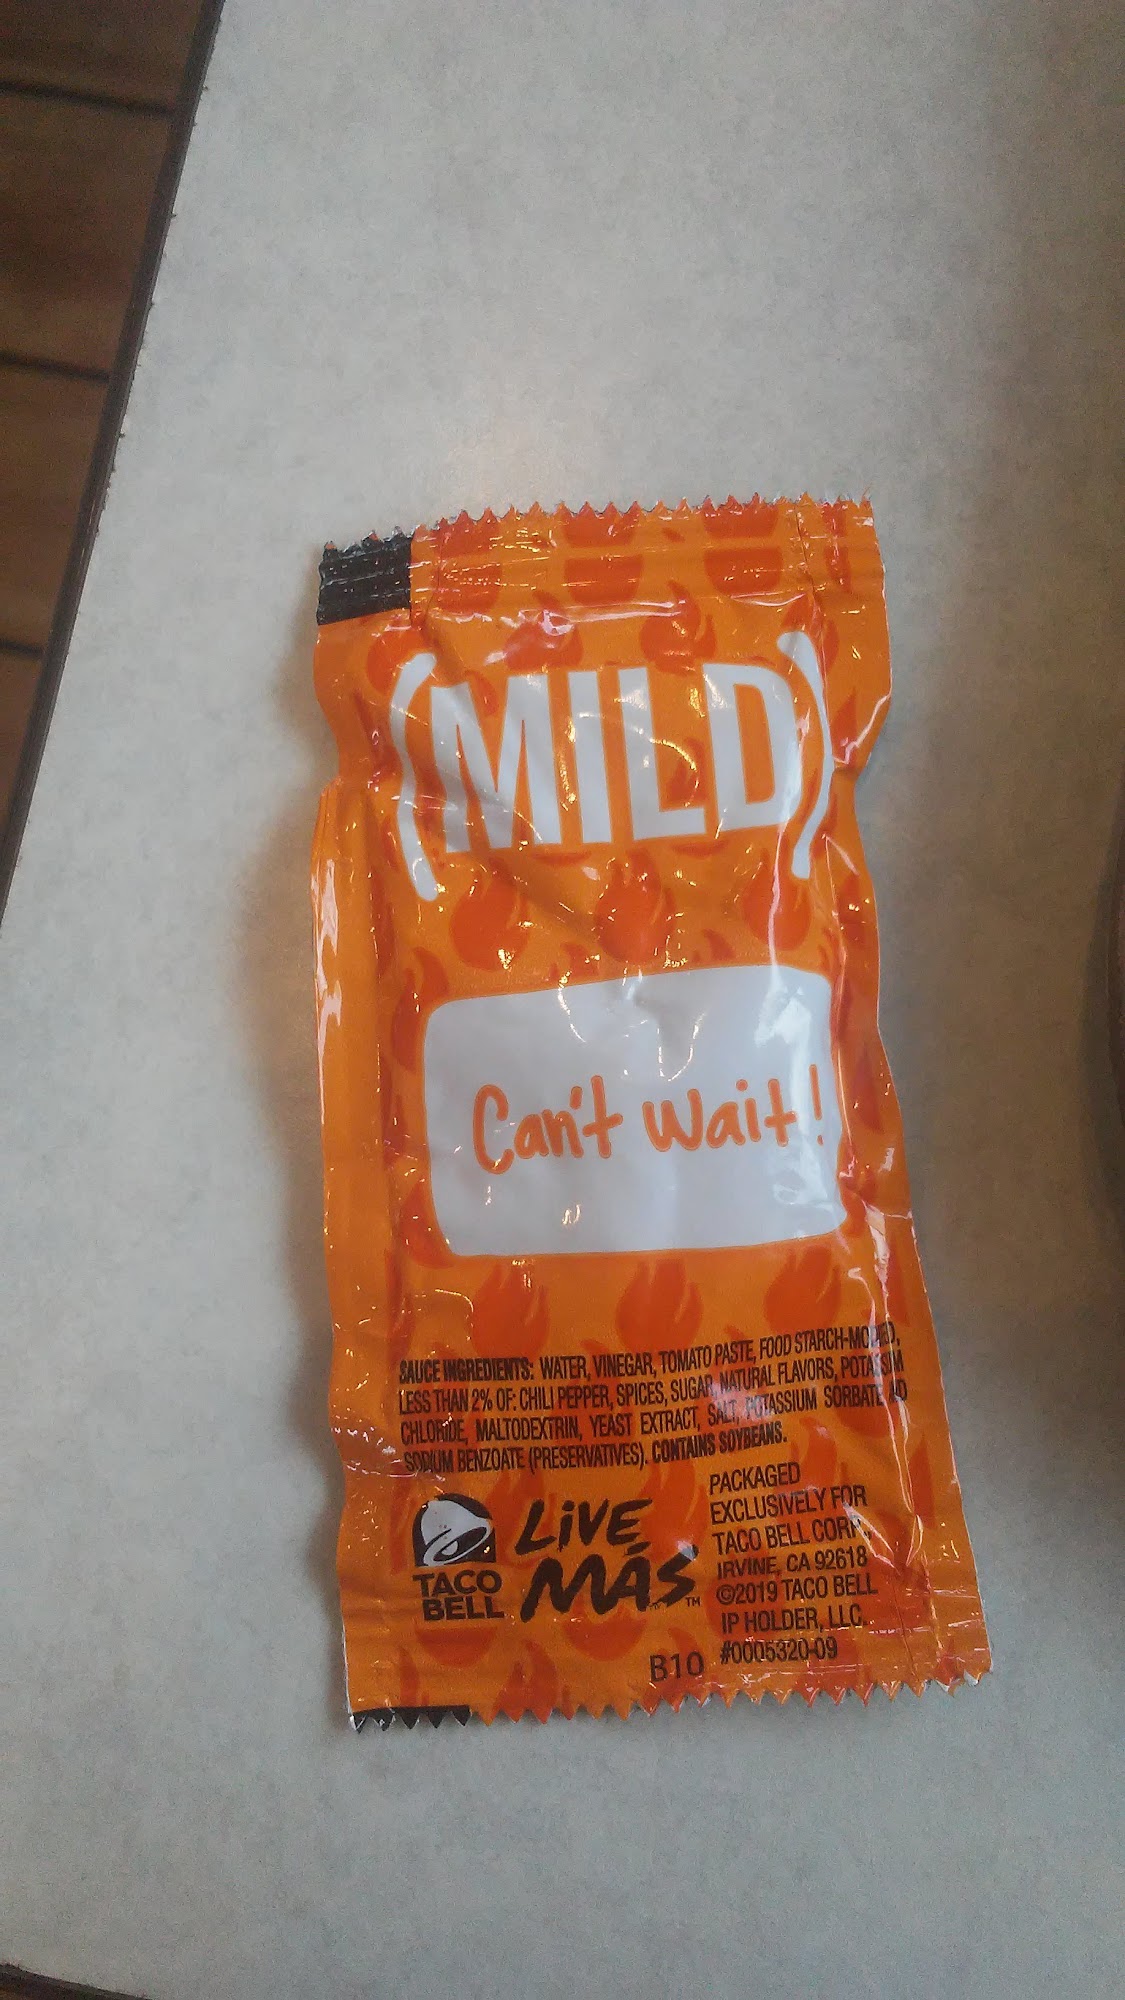 (MILD)
Can't wait!
SAUCE INGREDIENTS: WATER, VINEGAR, TOMATO PASTE, FOOD STARCH-MODIFIED,
LESS THAN 2% OF: CHILI PEPPER, SPICES, SUGAR, NATURAL FLAVORS, POTASSIUM
CHLORIDE, MALTODEXTRIN, YEAST EXTRACT, SALT, POTASSIUM SORBATE AND
SODIUM BENZOATE (PRESERVATIVES). CONTAINS SOYBEANS.
TACO
BELL
LiVE
MÁS™
PACKAGED
EXCLUSIVELY FOR
TACO BELL CORP.,
IRVINE, CA 92618
©2019 TACO BELL
IP HOLDER, LLC.
#0005320-09
B10